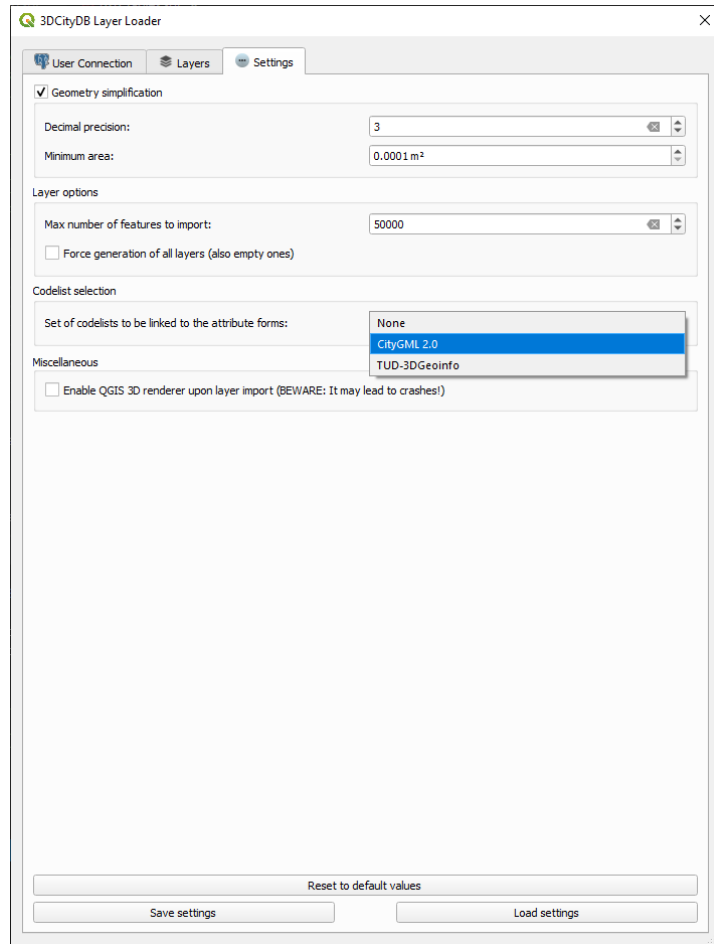 3DCityDB Layer Loader
User Connection Layers Settings
Geometry simplification
Decimal precision: 3
Minimum area: 0.0001 m²
Layer options
Max number of features to import: 50000
Force generation of all layers (also empty ones)
Codelist selection
Set of codelists to be linked to the attribute forms: None
CityGML 2.0
TUD-3DGeoinfo
Miscellaneous
Enable QGIS 3D renderer upon layer import (BEWARE: It may lead to crashes!)
Reset to default values
Save settings Load settings